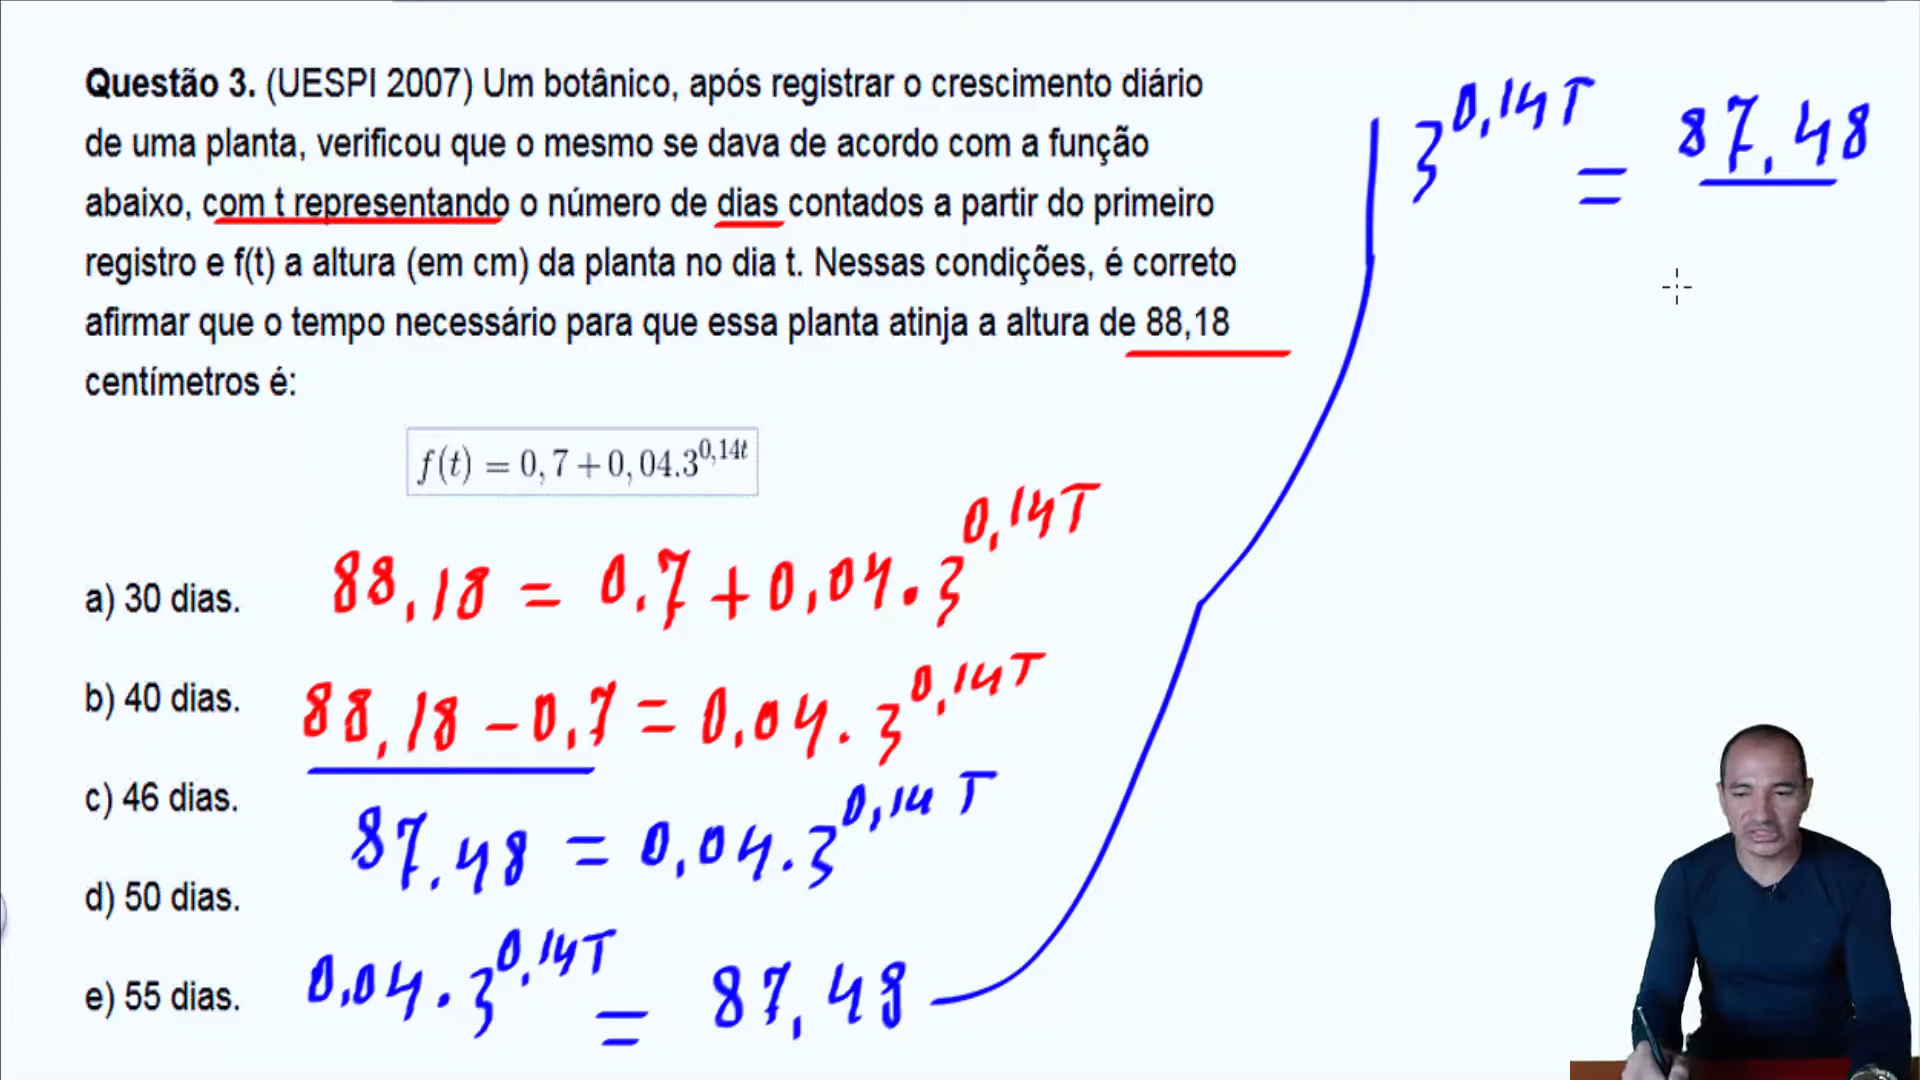 Questão 3. (UESPI 2007) Um botânico, após registrar o crescimento diário
de uma planta, verificou que o mesmo se dava de acordo com a função
abaixo, com t representando o número de dias contados a partir do primeiro
registro e f(t) a altura (em cm) da planta no dia t. Nessas condições, é correto
afirmar que o tempo necessário para que essa planta atinja a altura de 88,18
centímetros é:
f(t) = 0, 7 + 0, 04.3^0,14t
a) 30 dias.
b) 40 dias.
c) 46 dias.
d) 50 dias.
e) 55 dias.
88,18 = 0.7 + 0,04 . 3^0,14T
88,18 - 0,7 = 0,04 . 3^0,14T
87.48 = 0,04 . 3^0,14T
0,04 . 3^0,14T = 87,48
3^0,14T = 87,48